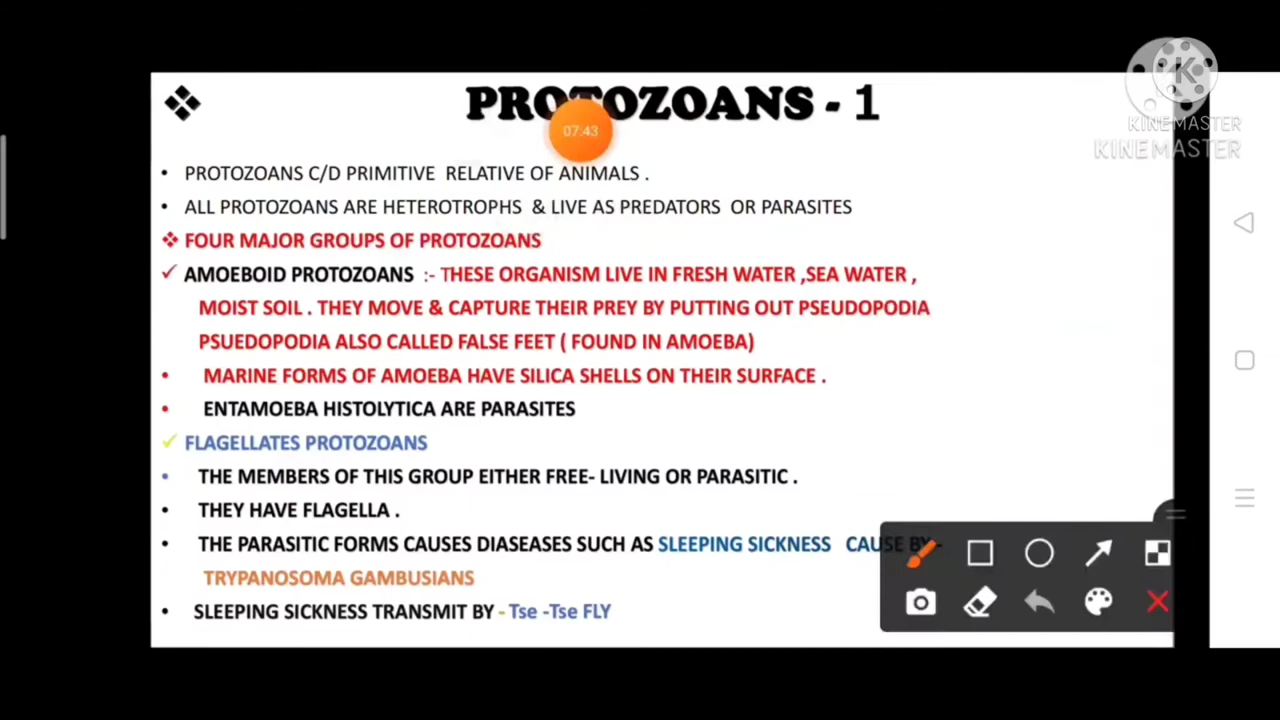 PROTOZOANS - 1
07:43
KINEMASTER
KINEMASTER
• PROTOZOANS C/D PRIMITIVE RELATIVE OF ANIMALS .
• ALL PROTOZOANS ARE HETEROTROPHS & LIVE AS PREDATORS OR PARASITES
❖ FOUR MAJOR GROUPS OF PROTOZOANS
✓ AMOEBOID PROTOZOANS :- THESE ORGANISM LIVE IN FRESH WATER ,SEA WATER ,
MOIST SOIL . THEY MOVE & CAPTURE THEIR PREY BY PUTTING OUT PSEUDOPODIA
PSUEDOPODIA ALSO CALLED FALSE FEET ( FOUND IN AMOEBA)
• MARINE FORMS OF AMOEBA HAVE SILICA SHELLS ON THEIR SURFACE .
• ENTAMOEBA HISTOLYTICA ARE PARASITES
✓ FLAGELLATES PROTOZOANS
• THE MEMBERS OF THIS GROUP EITHER FREE- LIVING OR PARASITIC .
• THEY HAVE FLAGELLA .
• THE PARASITIC FORMS CAUSES DIASEASES SUCH AS SLEEPING SICKNESS CAUSE BY -
TRYPANOSOMA GAMBUSIANS
• SLEEPING SICKNESS TRANSMIT BY - Tse -Tse FLY